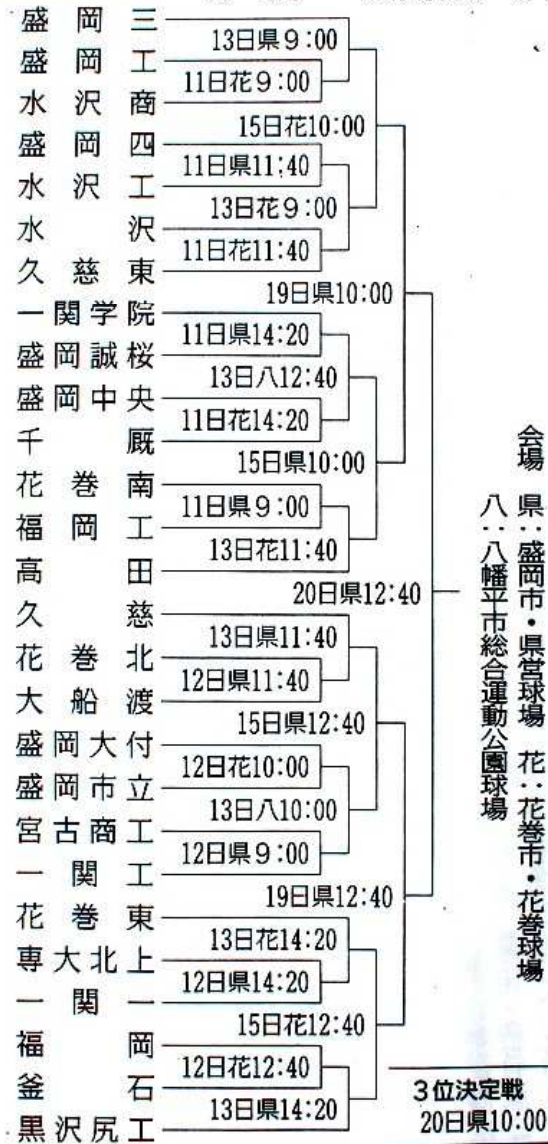 盛岡三
13日県9:00
盛岡工
11日花9:00
水沢商
15日花10:00
盛岡四
11日県11:40
水沢工
13日花9:00
水沢
11日花11:40
久慈東
19日県10:00
一関学院
11日県14:20
盛岡誠桜
13日八12:40
盛岡中央
11日花14:20
千厩
15日県10:00
花巻南
11日県9:00
福岡工
13日花11:40
高田
20日県12:40
久慈
13日県11:40
花巻北
12日県11:40
大船渡
15日県12:40
盛岡大付
12日花10:00
盛岡市立
13日八10:00
宮古商工
12日県9:00
一関工
19日県12:40
花巻東
13日花14:20
専大北上
12日県14:20
一関一
15日花12:40
福岡
12日花12:40
釜石
13日県14:20
黒沢尻工
会場 県:盛岡市・県営球場 花:花巻市・花巻球場
八:八幡平市総合運動公園球場
3位決定戦
20日県10:00